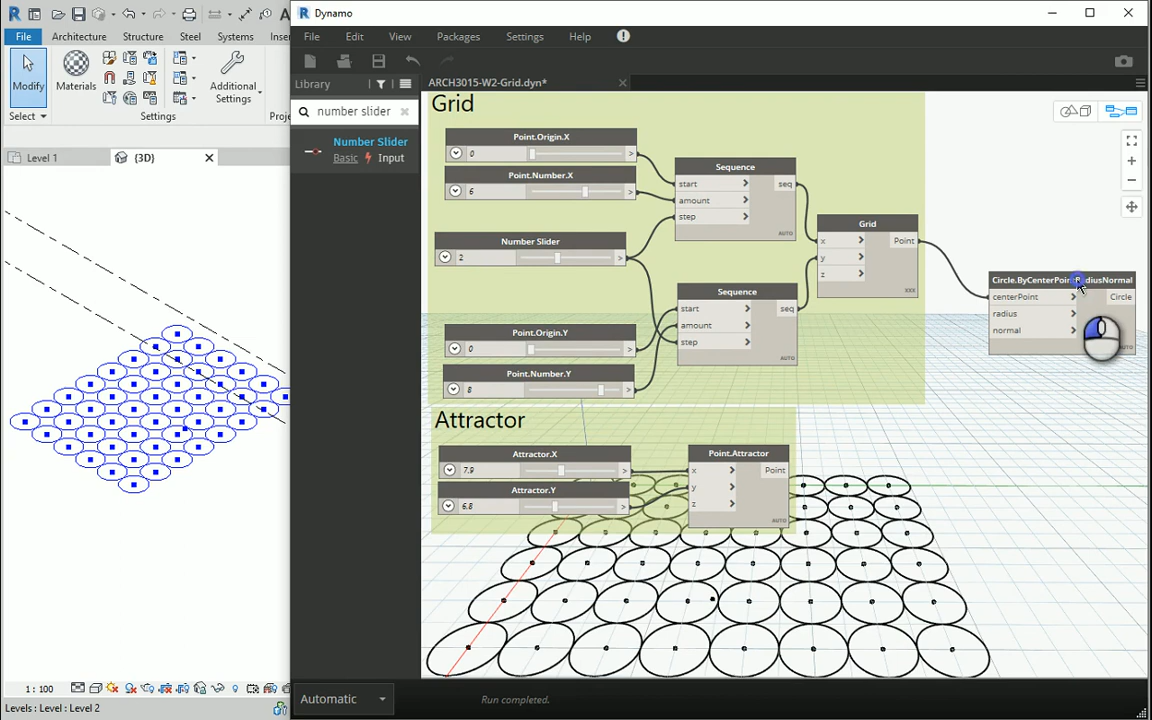 Dynamo
File
Architecture
Structure
Steel
Systems
File
Edit
View
Packages
Settings
Help
Modify
Materials
Additional
Settings
Select
Settings
Library
number slider
Number Slider
Basic
Input
ARCH3015-W2-Grid.dyn*
Level 1
{3D}
Grid
Point.Origin.X
0
>
Point.Number.X
6
>
Number Slider
2
>
Point.Origin.Y
0
>
Point.Number.Y
8
>
Sequence
start
>
seq
amount
>
step
>
AUTO
Sequence
start
>
seq
amount
>
step
>
AUTO
Grid
x
>
Point
y
>
z
>
XXX
centerPoint
>
Circle
radius
>
normal
>
Attractor
Attractor.X
7.9
>
Attractor.Y
6.8
>
Point.Attractor
x
>
Point
y
>
z
>
AUTO
1 : 100
Levels : Level : Level 2
Automatic
Run completed.